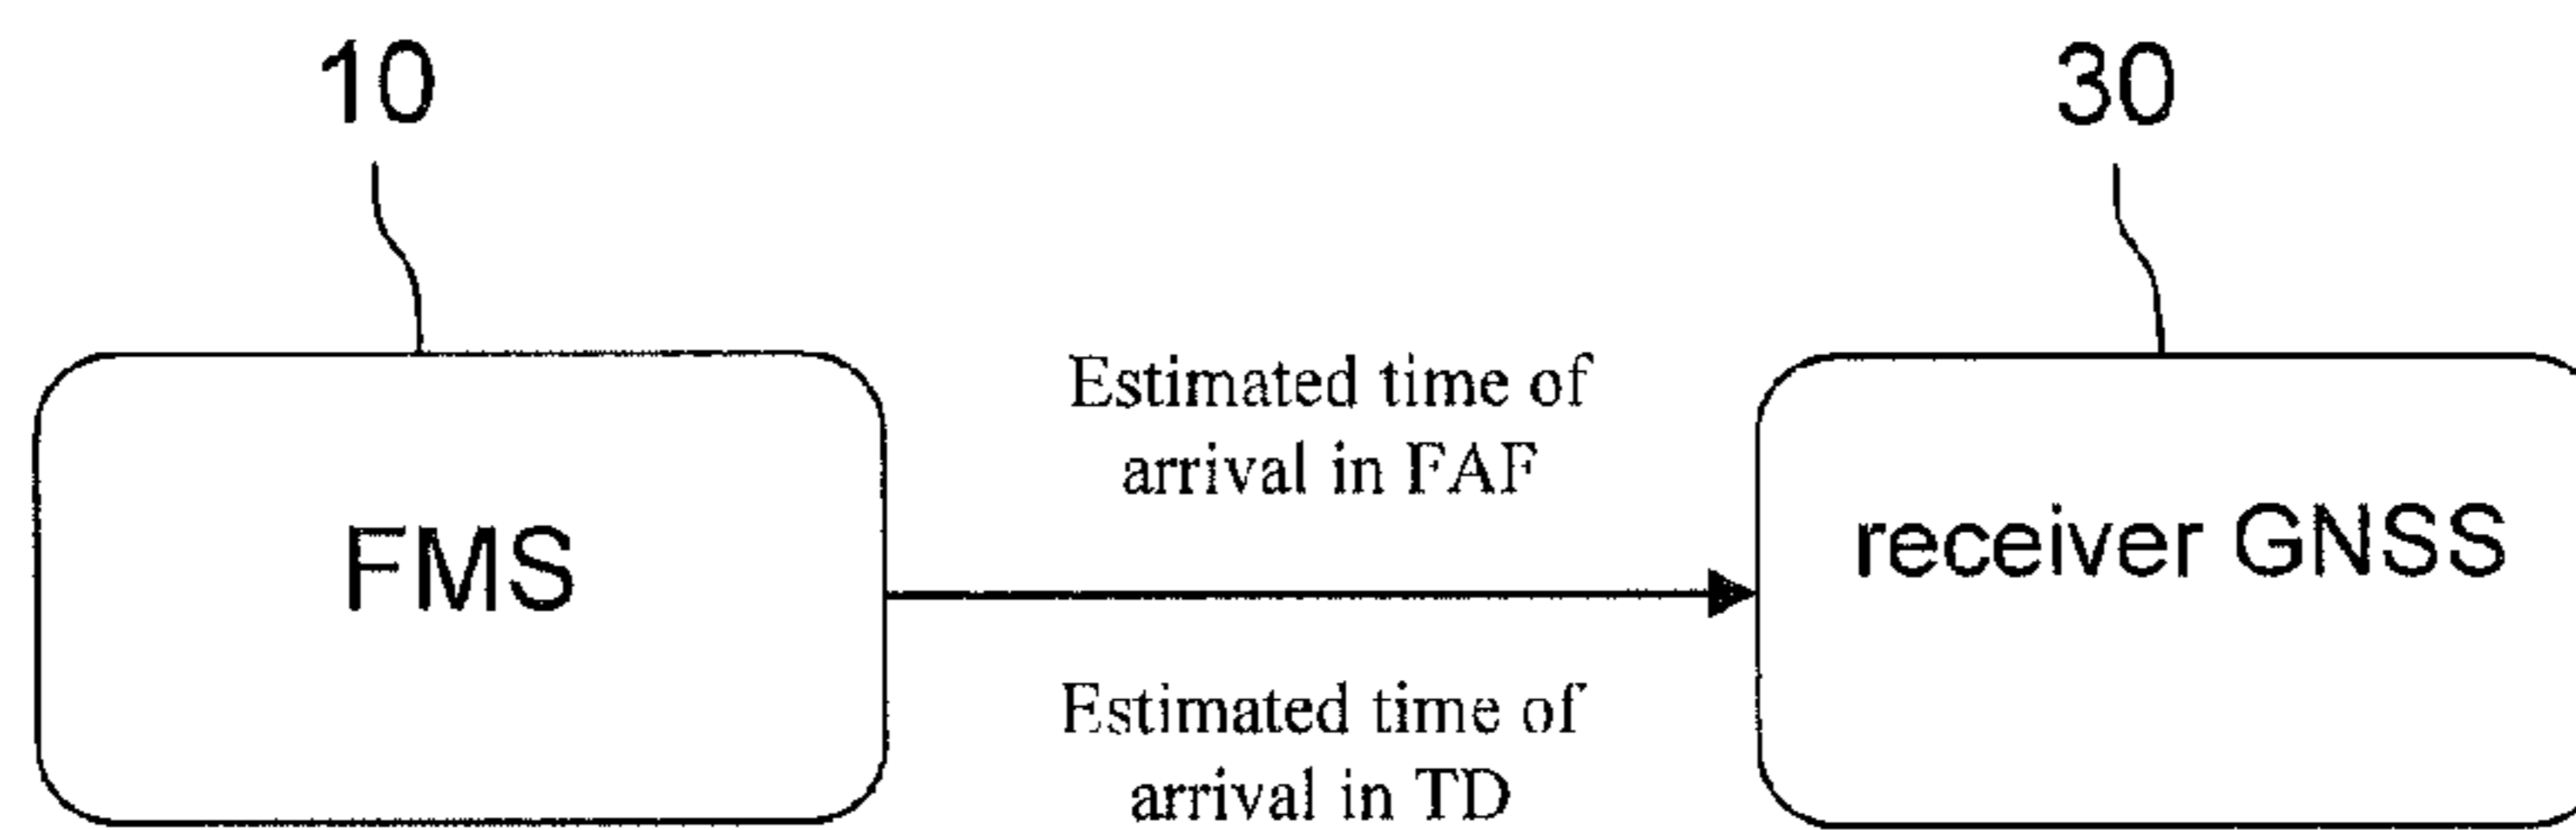 10
30
Estimated time of
arrival in FAF
FMS
receiver GNSS
Estimated time of
arrival in TD